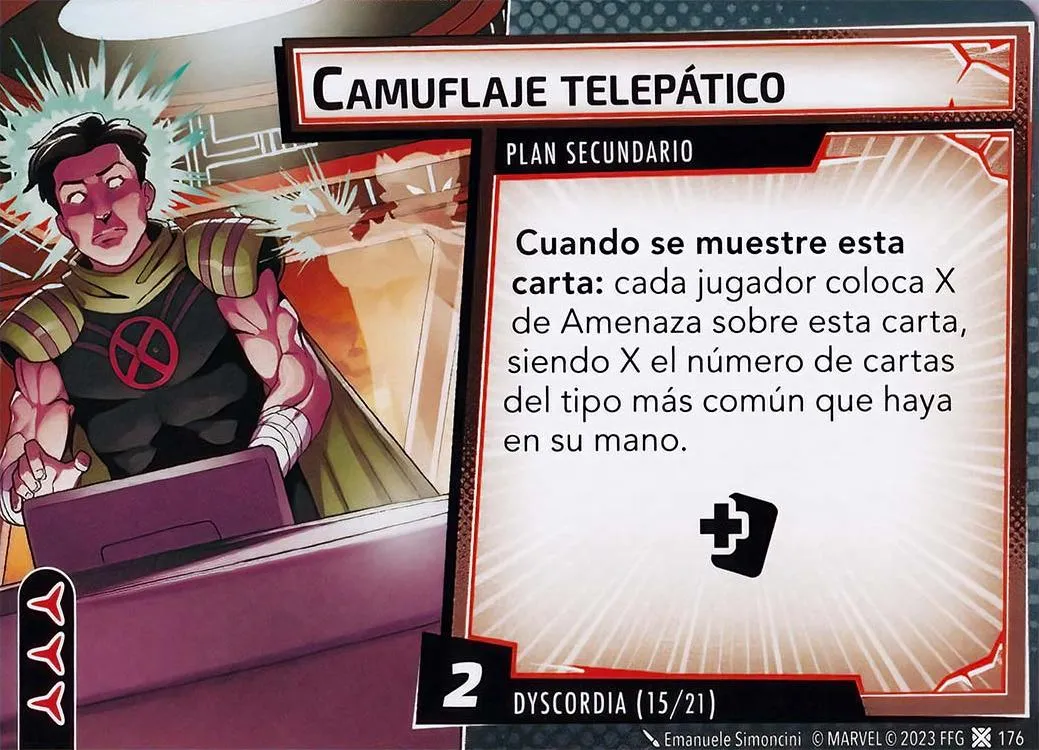 CAMUFLAJE TELEPÁTICO
PLAN SECUNDARIO
Cuando se muestre esta
carta: cada jugador coloca X
de Amenaza sobre esta carta,
siendo X el número de cartas
del tipo más común que haya
en su mano.
2
DYSCORDIA (15/21)
Emanuele Simoncini © MARVEL © 2023 FFG 176